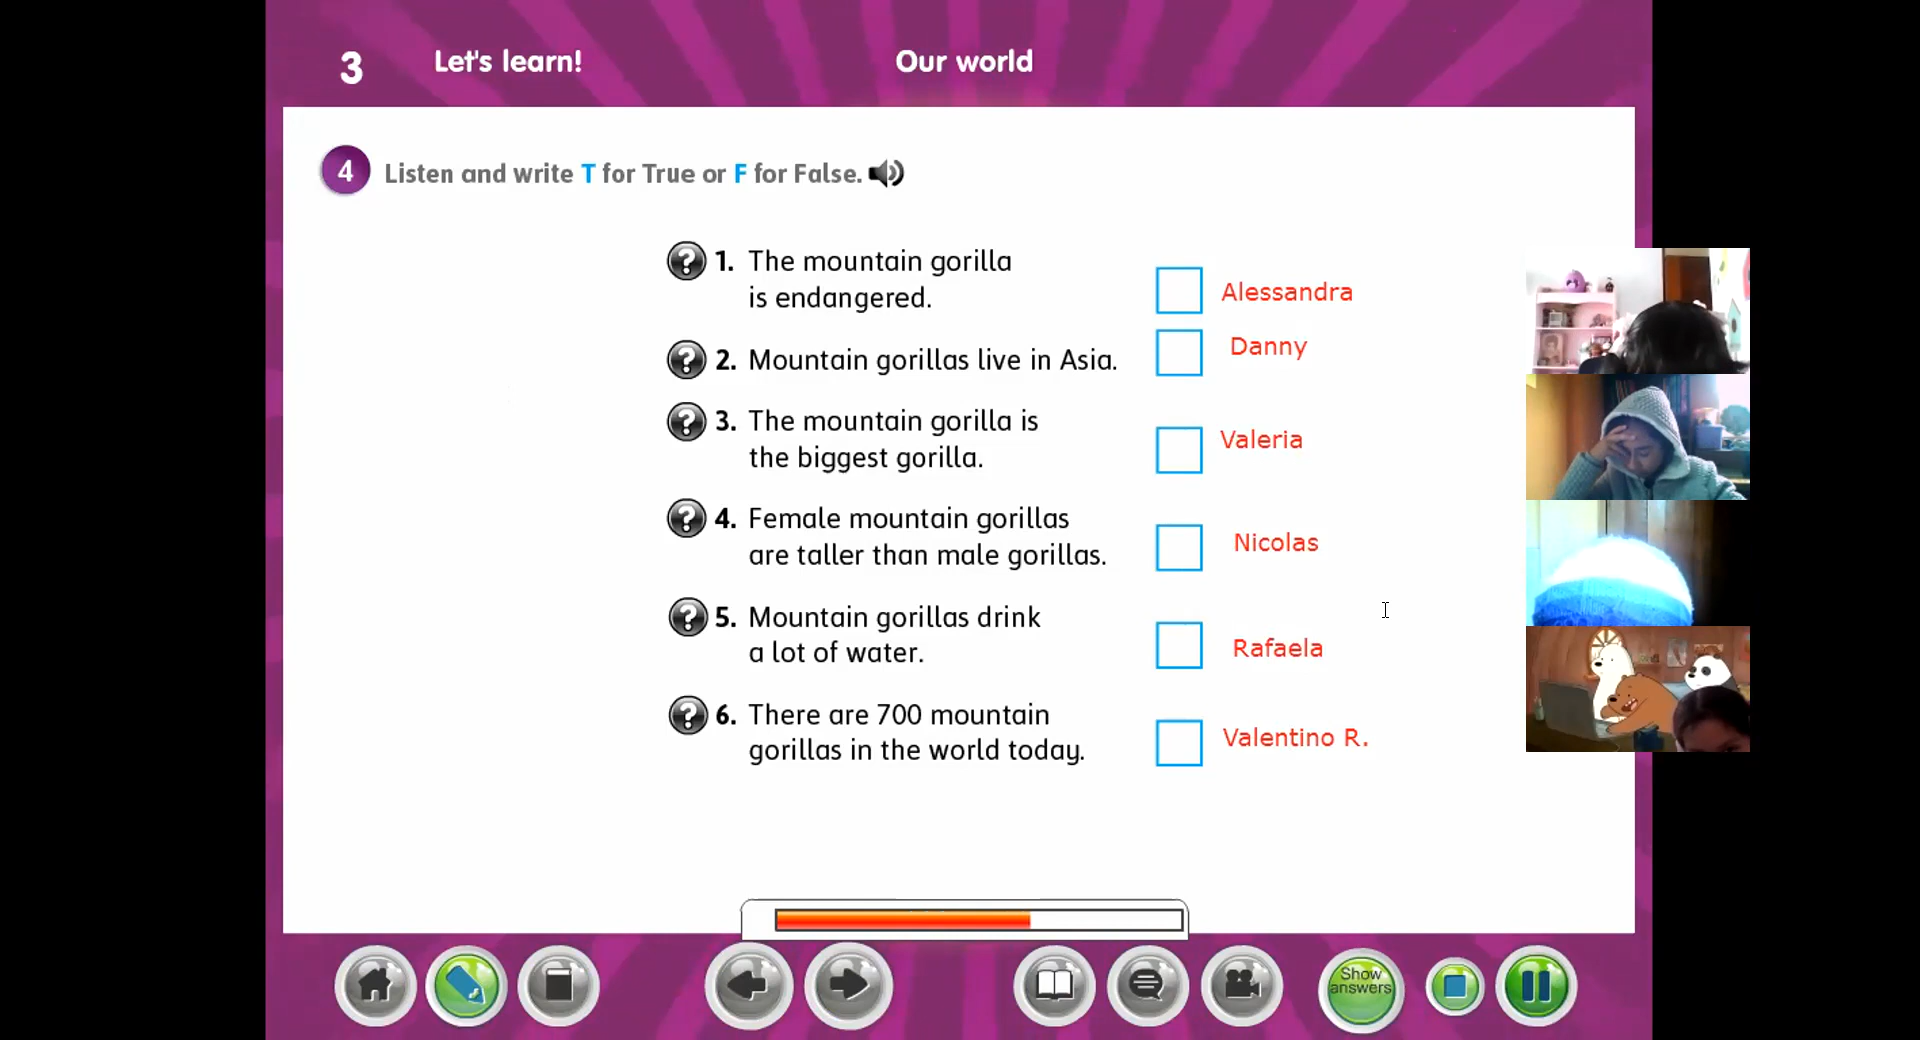 3 Let's learn! Our world
4 Listen and write T for True or F for False.
? 1. The mountain gorilla
is endangered.
Alessandra
? 2. Mountain gorillas live in Asia.
Danny
? 3. The mountain gorilla is
the biggest gorilla.
Valeria
? 4. Female mountain gorillas
are taller than male gorillas.
Nicolas
? 5. Mountain gorillas drink
a lot of water.
Rafaela
? 6. There are 700 mountain
gorillas in the world today.
Valentino R.
Show
answers